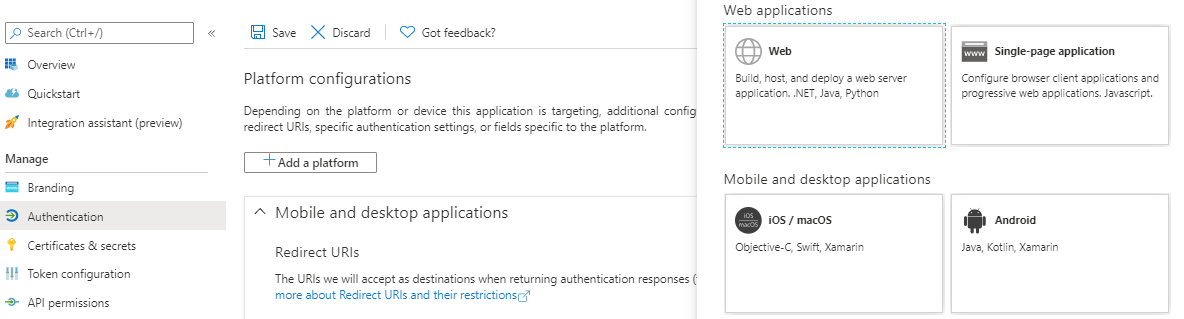 Search (Ctrl+/)
«
Overview
Quickstart
Integration assistant (preview)
Manage
Branding
Authentication
Certificates & secrets
Token configuration
API permissions
Save
Discard
Got feedback?
Platform configurations
Depending on the platform or device this application is targeting, additional config
redirect URIs, specific authentication settings, or fields specific to the platform.
+ Add a platform
Mobile and desktop applications
Redirect URIs
The URIs we will accept as destinations when returning authentication responses (
more about Redirect URIs and their restrictions
Web applications
Web
Build, host, and deploy a web server
application. .NET, Java, Python
www
Single-page application
Configure browser client applications and
progressive web applications. Javascript.
Mobile and desktop applications
iOS
macOS
iOS / macOS
Objective-C, Swift, Xamarin
Android
Java, Kotlin, Xamarin